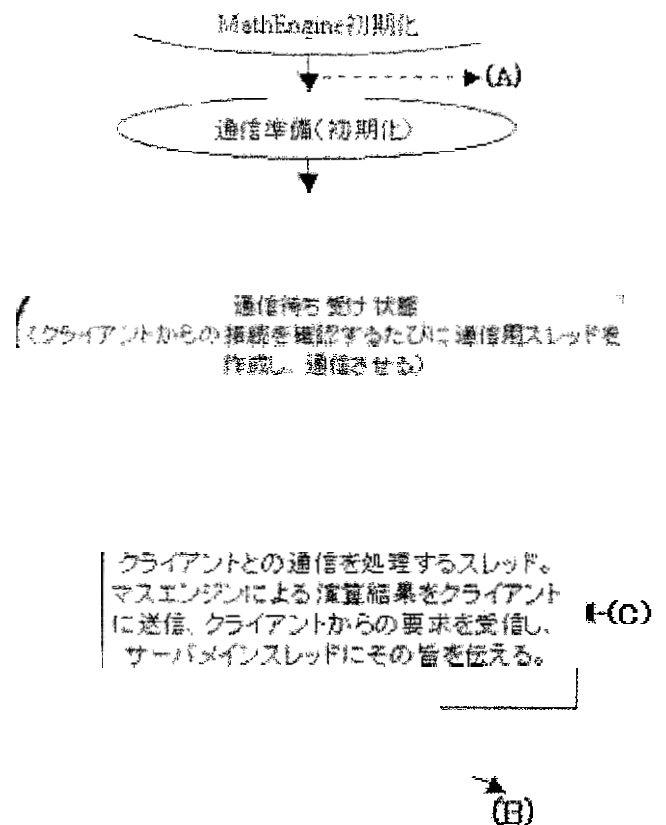 MathEngine初期化
(A)
通信準備(初期化)
通信待ち受け状態
(クライアントからの接続を確認するたびに通信用スレッドを
作成し、通信させる)
クライアントとの通信を処理するスレッド。
マスエンジンによる演算結果をクライアント
に送信、クライアントからの要求を受信し、
サーバメインスレッドにその皆を伝える。
(C)
(B)